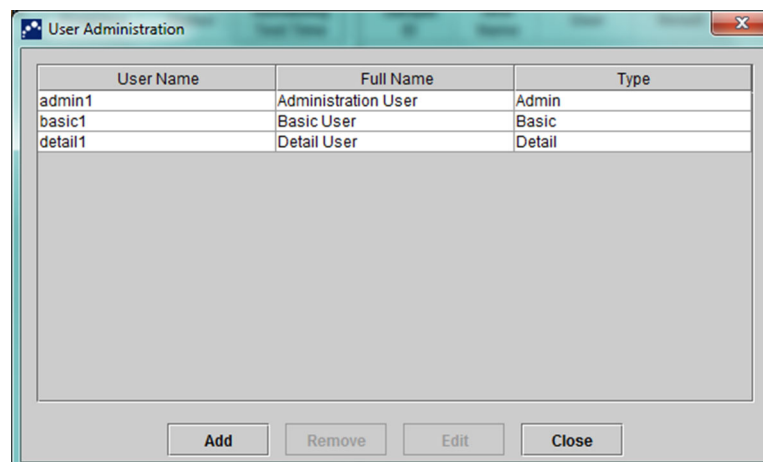 User Administration
User Name Full Name Type
admin1 Administration User Admin
basic1 Basic User Basic
detail1 Detail User Detail
Add Remove Edit Close